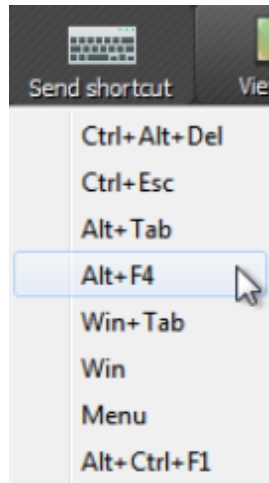 Send shortcut Vie
Ctrl+Alt+Del
Ctrl+Esc
Alt+Tab
Alt+F4
Win+Tab
Win
Menu
Alt+Ctrl+F1